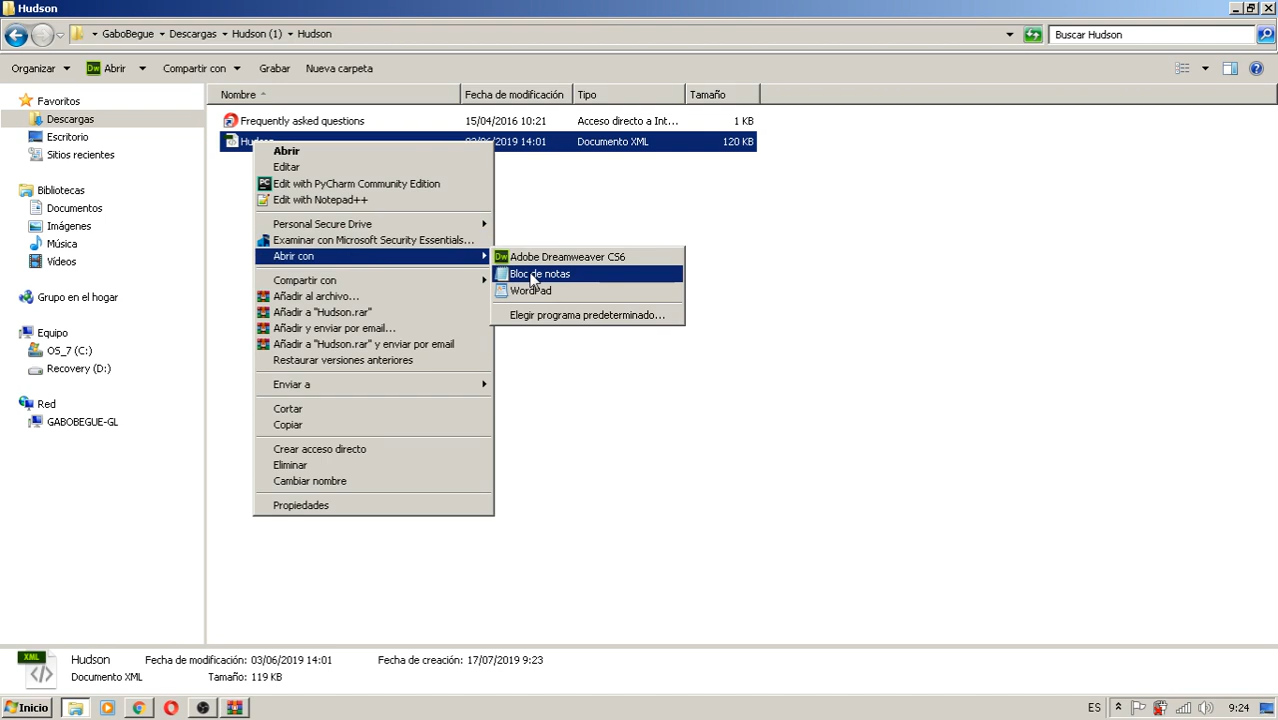 Hudson
GaboBegue ▸ Descargas ▸ Hudson (1) ▸ Hudson
Buscar Hudson
Organizar
Dw Abrir
Compartir con
Grabar
Nueva carpeta
Favoritos
Descargas
Escritorio
Sitios recientes
Bibliotecas
Documentos
Imágenes
Música
Vídeos
Grupo en el hogar
Equipo
OS_7 (C:)
Recovery (D:)
Red
GABOBEGUE-GL
Nombre Fecha de modificación Tipo Tamaño
Frequently asked questions 15/04/2016 10:21 Acceso directo a Int... 1 KB
Hudson 03/06/2019 14:01 Documento XML 120 KB
Abrir
Editar
PC Edit with PyCharm Community Edition
Edit with Notepad++
Personal Secure Drive
Examinar con Microsoft Security Essentials...
Abrir con
Compartir con
Añadir al archivo...
Añadir a "Hudson.rar"
Añadir y enviar por email...
Añadir a "Hudson.rar" y enviar por email
Restaurar versiones anteriores
Enviar a
Cortar
Copiar
Crear acceso directo
Eliminar
Cambiar nombre
Propiedades
Dw Adobe Dreamweaver CS6
Bloc de notas
WordPad
Elegir programa predeterminado...
XML
Hudson Fecha de modificación: 03/06/2019 14:01 Fecha de creación: 17/07/2019 9:23
Documento XML Tamaño: 119 KB
Inicio
ES 9:24